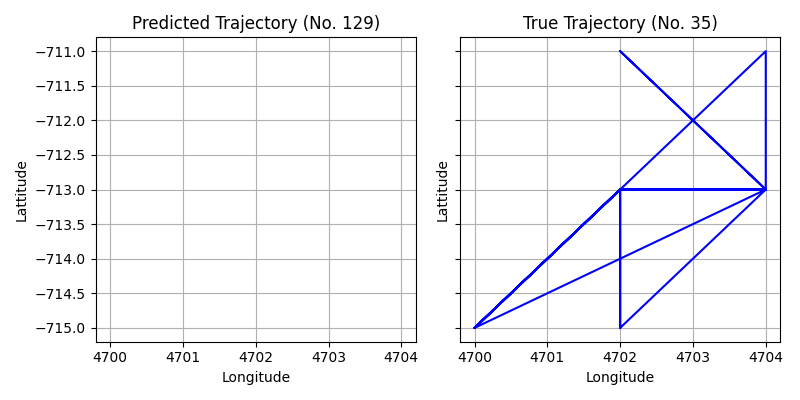 Predicted Trajectory (No. 129)
Lattitude
−711.0
−711.5
−712.0
−712.5
−713.0
−713.5
−714.0
−714.5
−715.0
4700 4701 4702 4703 4704
Longitude
True Trajectory (No. 35)
Lattitude
4700 4701 4702 4703 4704
Longitude